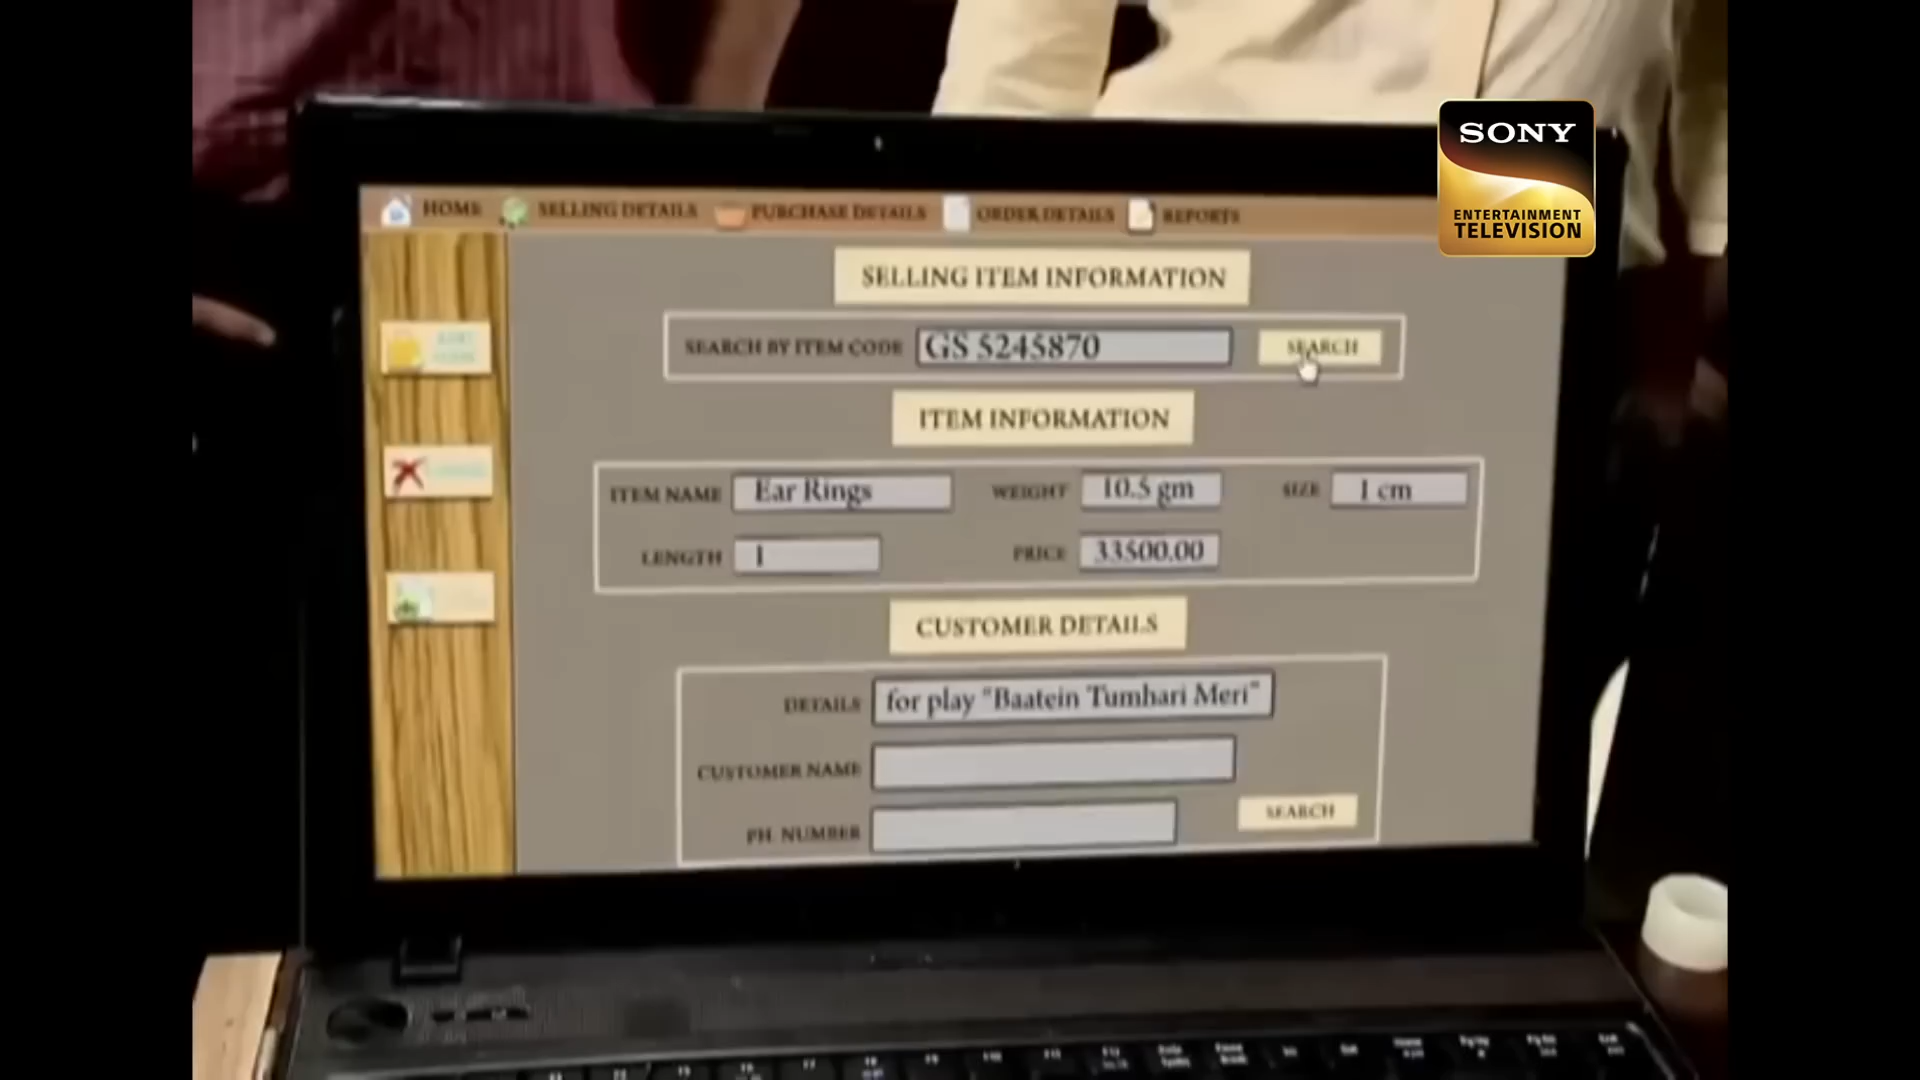 SONY
ENTERTAINMENT
TELEVISION
HOME SELLING DETAILS PURCHASE DETAILS ORDER DETAILS REPORTS
SELLING ITEM INFORMATION
SEARCH BY ITEM CODE GS 5245870 SEARCH
ITEM INFORMATION
ITEM NAME Ear Rings WEIGHT 10.5 gm SIZE 1 cm
LENGTH 1 PRICE 33500.00
CUSTOMER DETAILS
DETAILS for play "Baatein Tumhari Meri"
CUSTOMER NAME
PH. NUMBER SEARCH